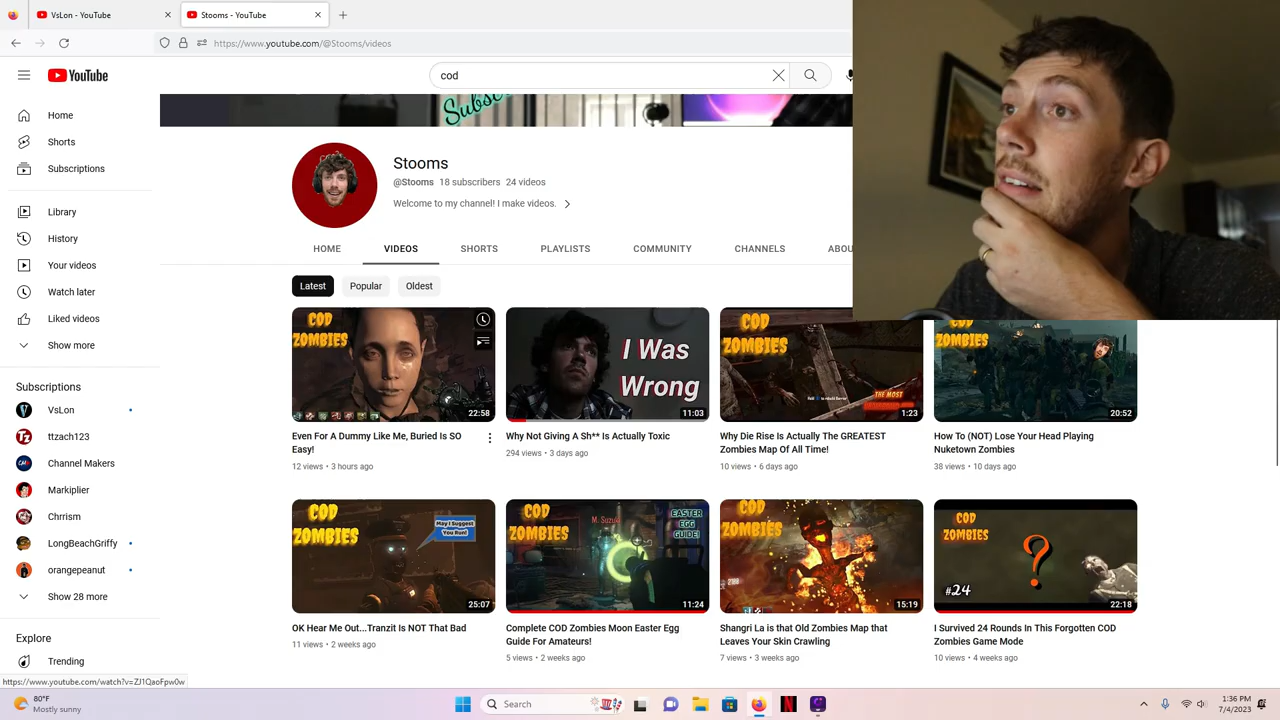 VsLon - YouTube
Stooms - YouTube
https://www.youtube.com/@Stooms/videos
YouTube
cod
Home
Shorts
Subscriptions
Library
History
Your videos
Watch later
Liked videos
Show more
Subscriptions
VsLon
ttzach123
Channel Makers
Markiplier
Chrrism
LongBeachGriffy
orangepeanut
Show 28 more
Explore
Trending
Stooms
@Stooms 18 subscribers 24 videos
Welcome to my channel! I make videos.
HOME VIDEOS SHORTS PLAYLISTS COMMUNITY CHANNELS ABOU
Latest Popular Oldest
COD
ZOMBIES
22:58
I Was
Wrong
11:03
COD
ZOMBIES
THE MOST
1:23
COD
ZOMBIES
20:52
Even For A Dummy Like Me, Buried Is SO
Easy!
12 views • 3 hours ago
Why Not Giving A Sh** Is Actually Toxic
294 views • 3 days ago
Why Die Rise Is Actually The GREATEST
Zombies Map Of All Time!
10 views • 6 days ago
How To (NOT) Lose Your Head Playing
Nuketown Zombies
38 views • 10 days ago
COD
ZOMBIES
May I Suggest
You Run!
25:07
COD
ZOMBIES
M. Suzuki
EASTER
EGG
GUIDE!
11:24
COD
ZOMBIES
15:19
COD
ZOMBIES
?
#24
22:18
OK Hear Me Out...Tranzit Is NOT That Bad
11 views • 2 weeks ago
Complete COD Zombies Moon Easter Egg
Guide For Amateurs!
5 views • 2 weeks ago
Shangri La is that Old Zombies Map that
Leaves Your Skin Crawling
7 views • 3 weeks ago
I Survived 24 Rounds In This Forgotten COD
Zombies Game Mode
10 views • 4 weeks ago
https://www.youtube.com/watch?v=ZJ1QaoFpw0w
80°F
Mostly sunny
Search
1:36 PM
7/4/2023